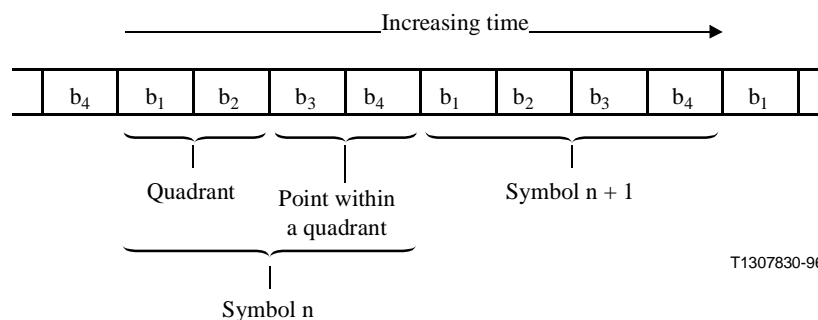 Increasing time
b4 b1 b2 b3 b4 b1 b2 b3 b4 b1
Quadrant
Point within
a quadrant
Symbol n + 1
T1307830-96
Symbol n